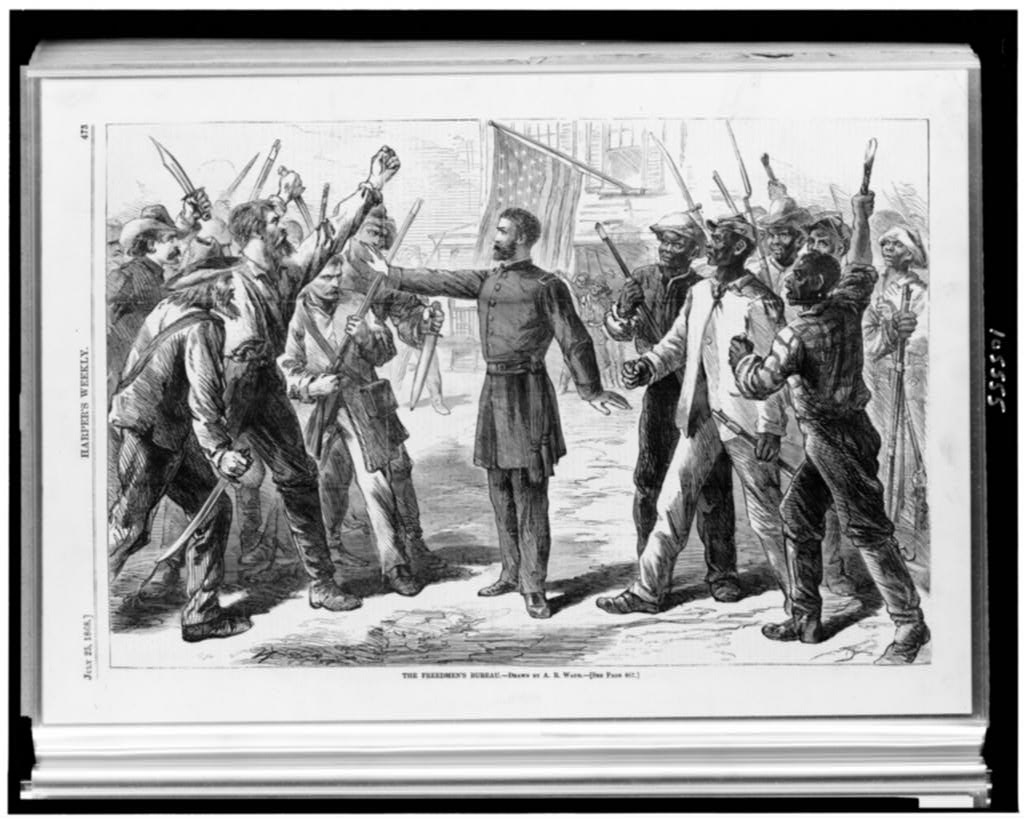 HARPER'S WEEKLY.
473
JULY 25, 1868.]
THE FREEDMEN'S BUREAU.—DRAWN BY A. R. WAUD.—[SEE PAGE 467.]
10555